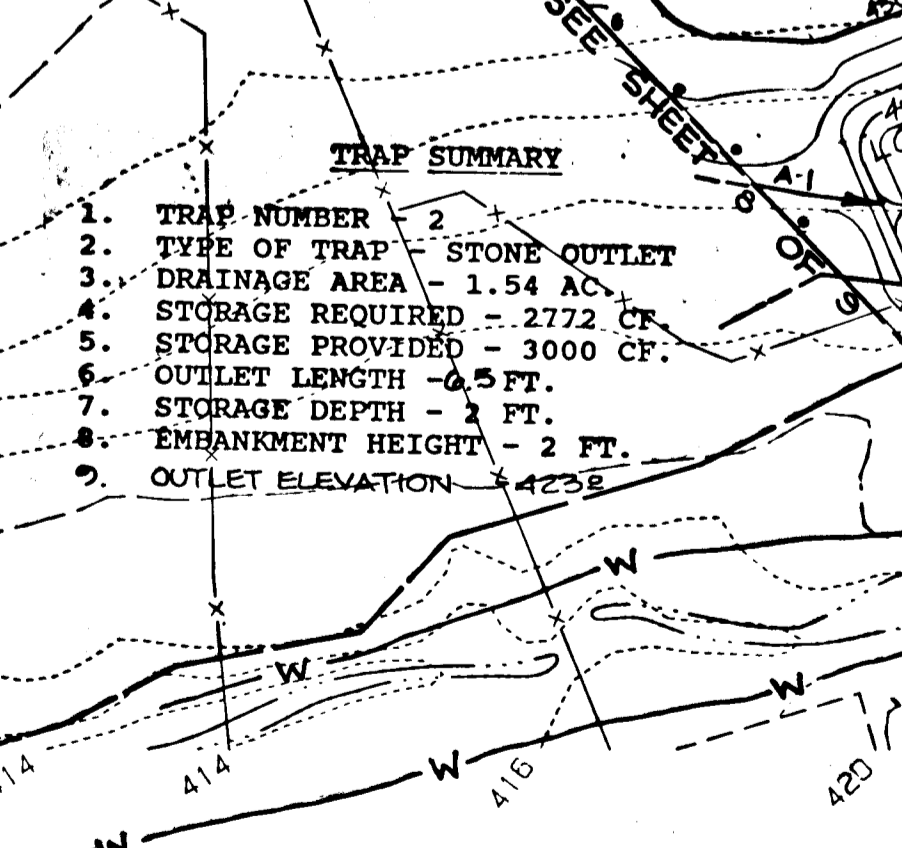 SEE SHEET 8 OF 9
A-1
TRAP SUMMARY
1. TRAP NUMBER - 2
2. TYPE OF TRAP - STONE OUTLET
3. DRAINAGE AREA - 1.54 AC.
4. STORAGE REQUIRED - 2772 CF.
5. STORAGE PROVIDED - 3000 CF.
6. OUTLET LENGTH - 6.5 FT.
7. STORAGE DEPTH - 2 FT.
8. EMBANKMENT HEIGHT - 2 FT.
9. OUTLET ELEVATION - 423⁰
W
W
W
W
W
414
416
420